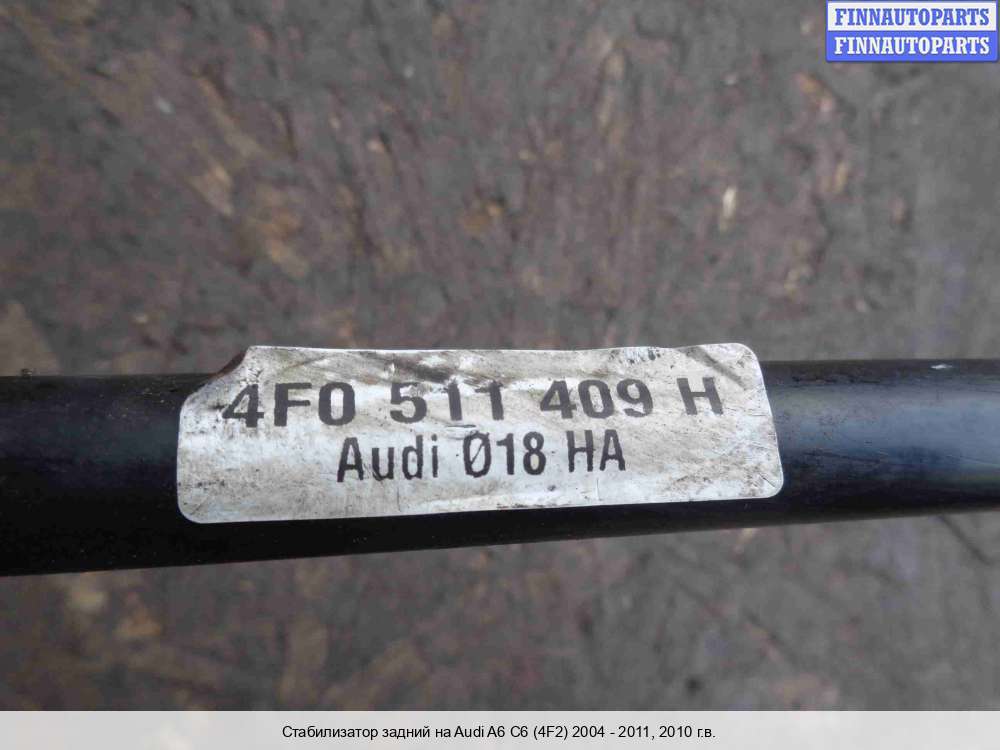 FINNAUTOPARTS
FINNAUTOPARTS
4F0 511 409 H
Audi Ø18 HA
Стабилизатор задний на Audi A6 C6 (4F2) 2004 - 2011, 2010 г.в.